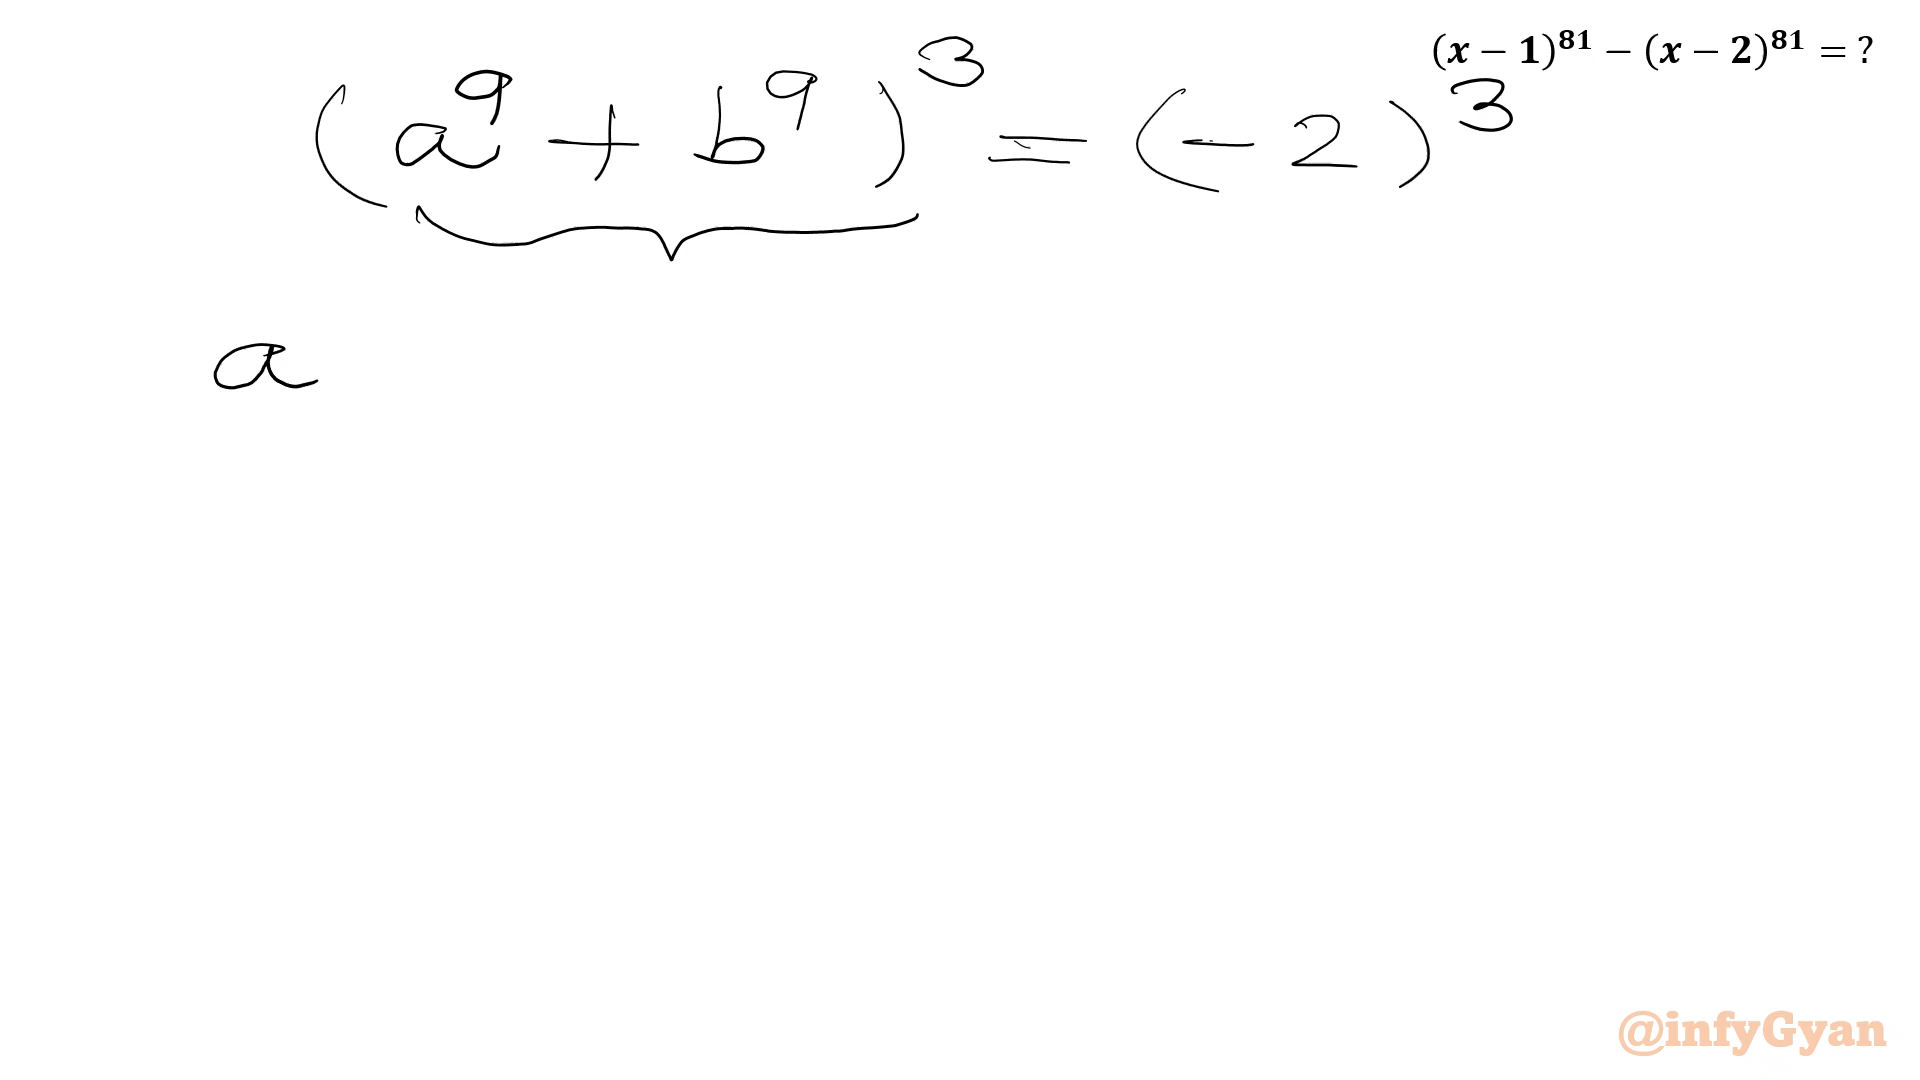 (x − 1)⁸¹ − (x − 2)⁸¹ = ?
(a⁹ + b⁹)³ = (−2)³
a
@infyGyan